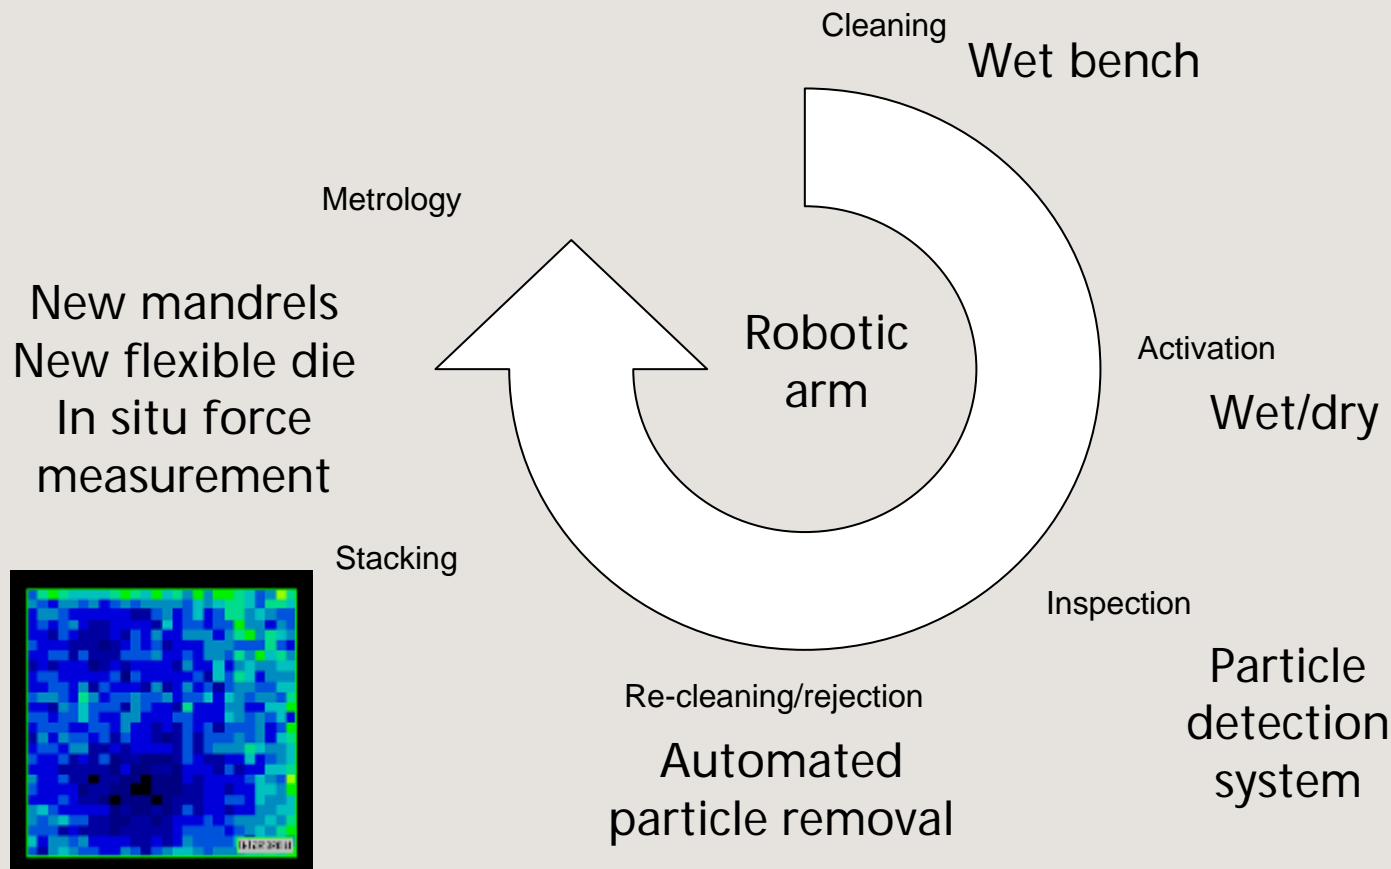 Cleaning
Wet bench
Metrology
New mandrels
New flexible die
In situ force
measurement
Robotic
arm
Activation
Wet/dry
Stacking
Inspection
Particle
detection
system
Re-cleaning/rejection
Automated
particle removal